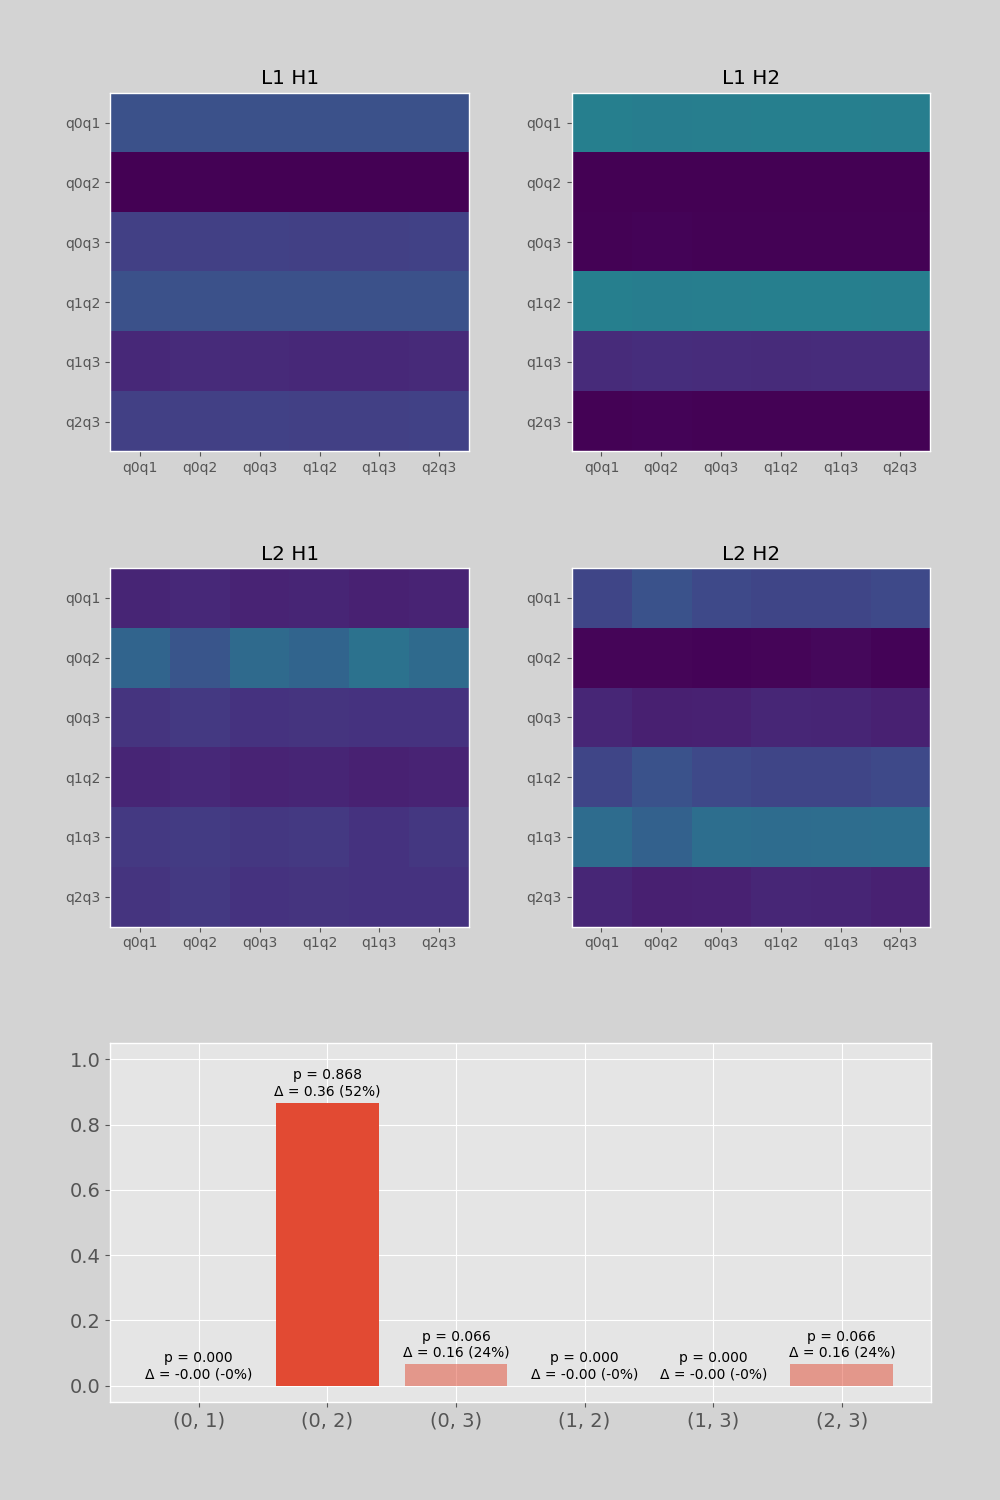 L1 H1
L1 H2
q0q1
q0q2
q0q3
q1q2
q1q3
q2q3
q0q1 q0q2 q0q3 q1q2 q1q3 q2q3
q0q1
q0q2
q0q3
q1q2
q1q3
q2q3
q0q1 q0q2 q0q3 q1q2 q1q3 q2q3
L2 H1
L2 H2
q0q1
q0q2
q0q3
q1q2
q1q3
q2q3
q0q1 q0q2 q0q3 q1q2 q1q3 q2q3
q0q1
q0q2
q0q3
q1q2
q1q3
q2q3
q0q1 q0q2 q0q3 q1q2 q1q3 q2q3
1.0
0.8
0.6
0.4
0.2
0.0
p = 0.000
Δ = -0.00 (-0%)
p = 0.868
Δ = 0.36 (52%)
p = 0.066
Δ = 0.16 (24%)
p = 0.000
Δ = -0.00 (-0%)
p = 0.000
Δ = -0.00 (-0%)
p = 0.066
Δ = 0.16 (24%)
(0, 1) (0, 2) (0, 3) (1, 2) (1, 3) (2, 3)